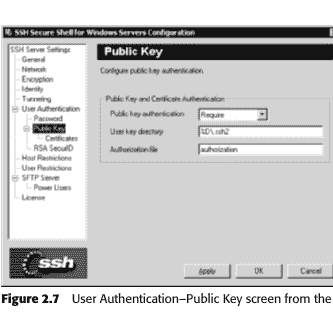 SSH Secure Shell for Windows Servers Configuration
SSH Server Settings
General
Network
Encryption
Identity
Tunneling
User Authentication
Password
Public Key
Certificates
RSA SecurID
Host Restrictions
User Restrictions
SFTP Server
Power Users
License
ssh
Public Key
Configure public key authentication.
Public Key and Certificate Authentication
Public key authentication Require
User key directory %D\.ssh2
Authorization file authorization
Apply OK Cancel
Figure 2.7 User Authentication–Public Key screen from the